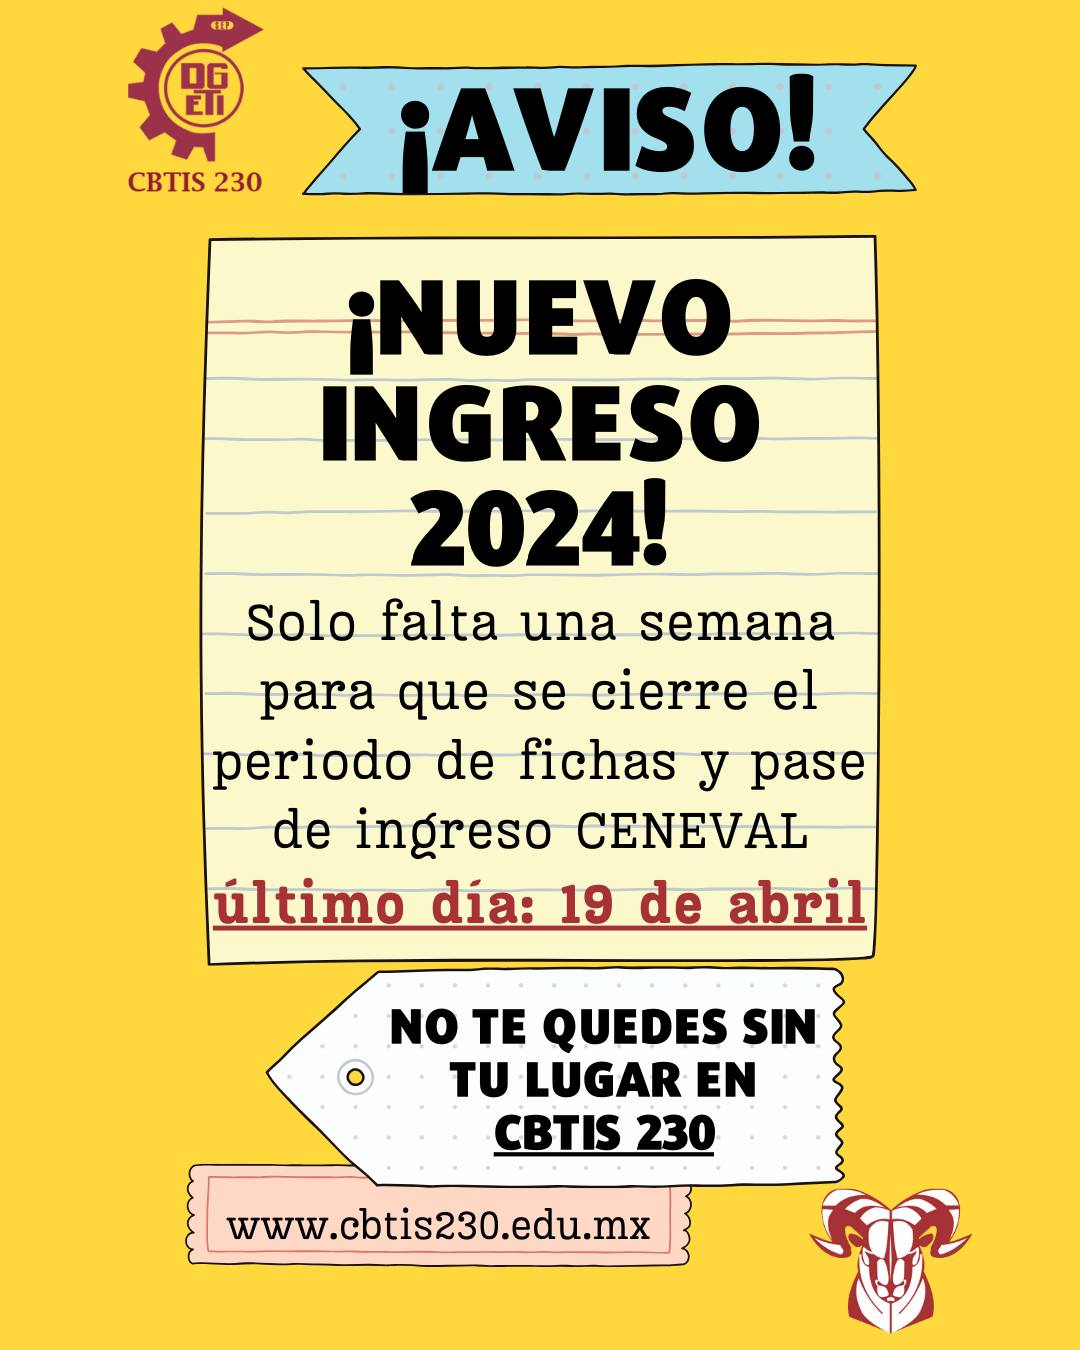 SEP
DG
ETI
CBTIS 230
¡AVISO!
¡NUEVO
INGRESO
2024!
Solo falta una semana
para que se cierre el
periodo de fichas y pase
de ingreso CENEVAL
último día: 19 de abril
NO TE QUEDES SIN
TU LUGAR EN
CBTIS 230
www.cbtis230.edu.mx